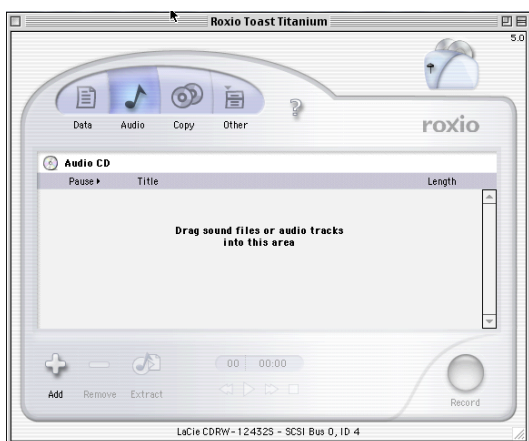 Roxio Toast Titanium
5.0
Data Audio Copy Other
?
roxio
Audio CD
Pause Title Length
Drag sound files or audio tracks
into this area
00 00:00
Add Remove Extract
Record
LaCie CDRW-12432S - SCSI Bus 0, ID 4